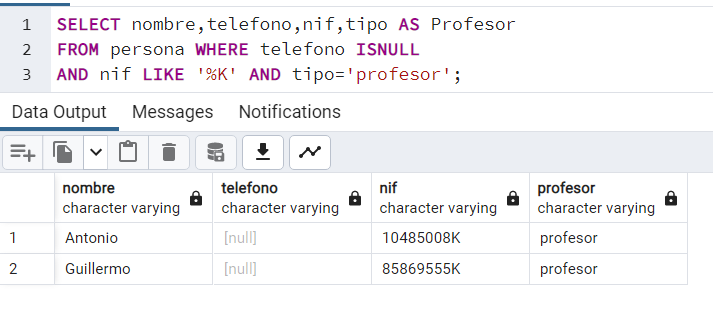 1 SELECT nombre,telefono,nif,tipo AS Profesor
2 FROM persona WHERE telefono ISNULL
3 AND nif LIKE '%K' AND tipo='profesor';
Data Output Messages Notifications
nombre telefono nif profesor
character varying character varying character varying character varying
1 Antonio [null] 10485008K profesor
2 Guillermo [null] 85869555K profesor